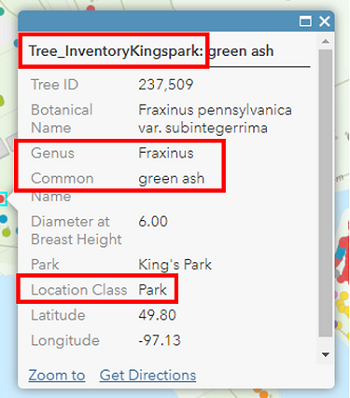 Tree_InventoryKingspark: green ash
Tree ID 237,509
Botanical Fraxinus pennsylvanica
Name var. subintegerrima
Genus Fraxinus
Common green ash
Name
Diameter at 6.00
Breast Height
Park King's Park
Location Class Park
Latitude 49.80
Longitude -97.13
Zoom to Get Directions